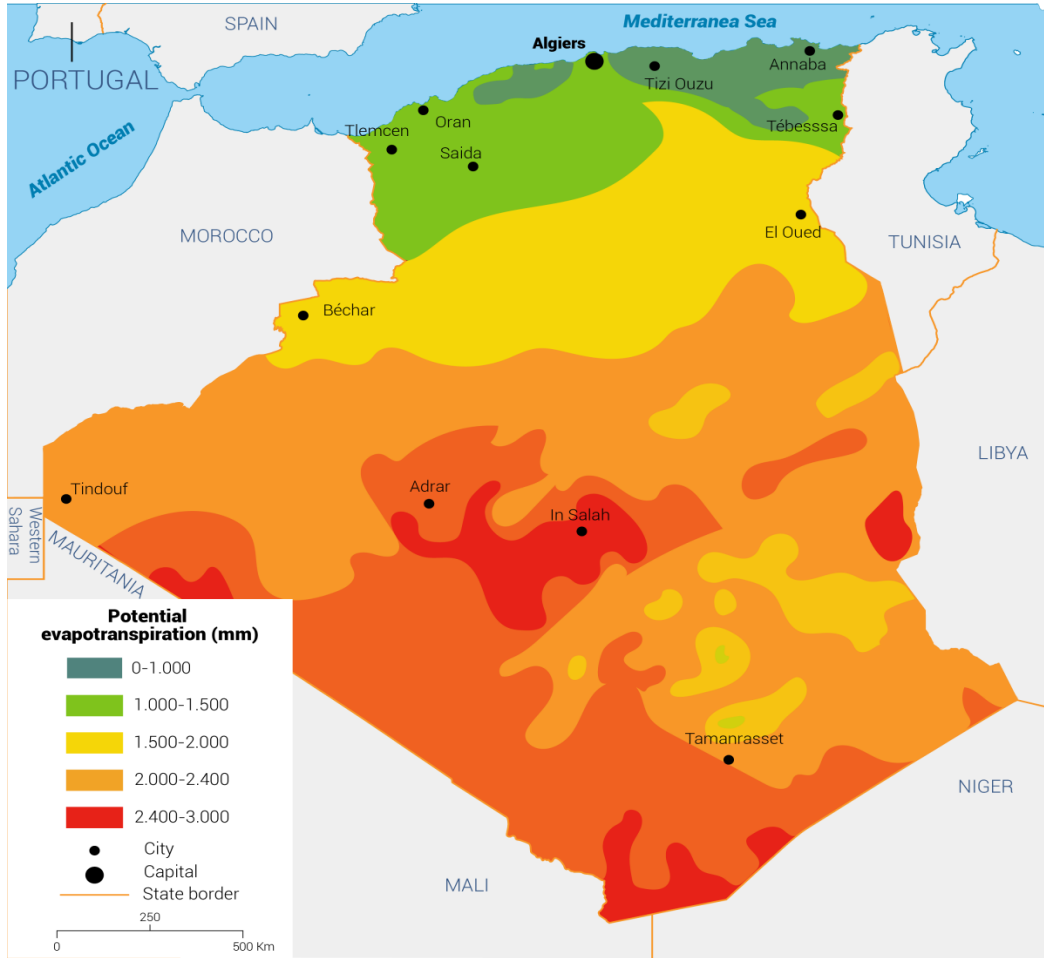 SPAIN
Mediterranean Sea
PORTUGAL
Algiers
Annaba
Tizi Ouzu
Oran
Tébesssa
Tlemcen
Saida
Atlantic Ocean
MOROCCO
El Oued
TUNISIA
Béchar
LIBYA
Tindouf
Adrar
In Salah
Western
Sahara
MAURITANIA
Tamanrasset
NIGER
MALI
Potential
evapotranspiration (mm)
0-1.000
1.000-1.500
1.500-2.000
2.000-2.400
2.400-3.000
City
Capital
State border
250
0
500 Km